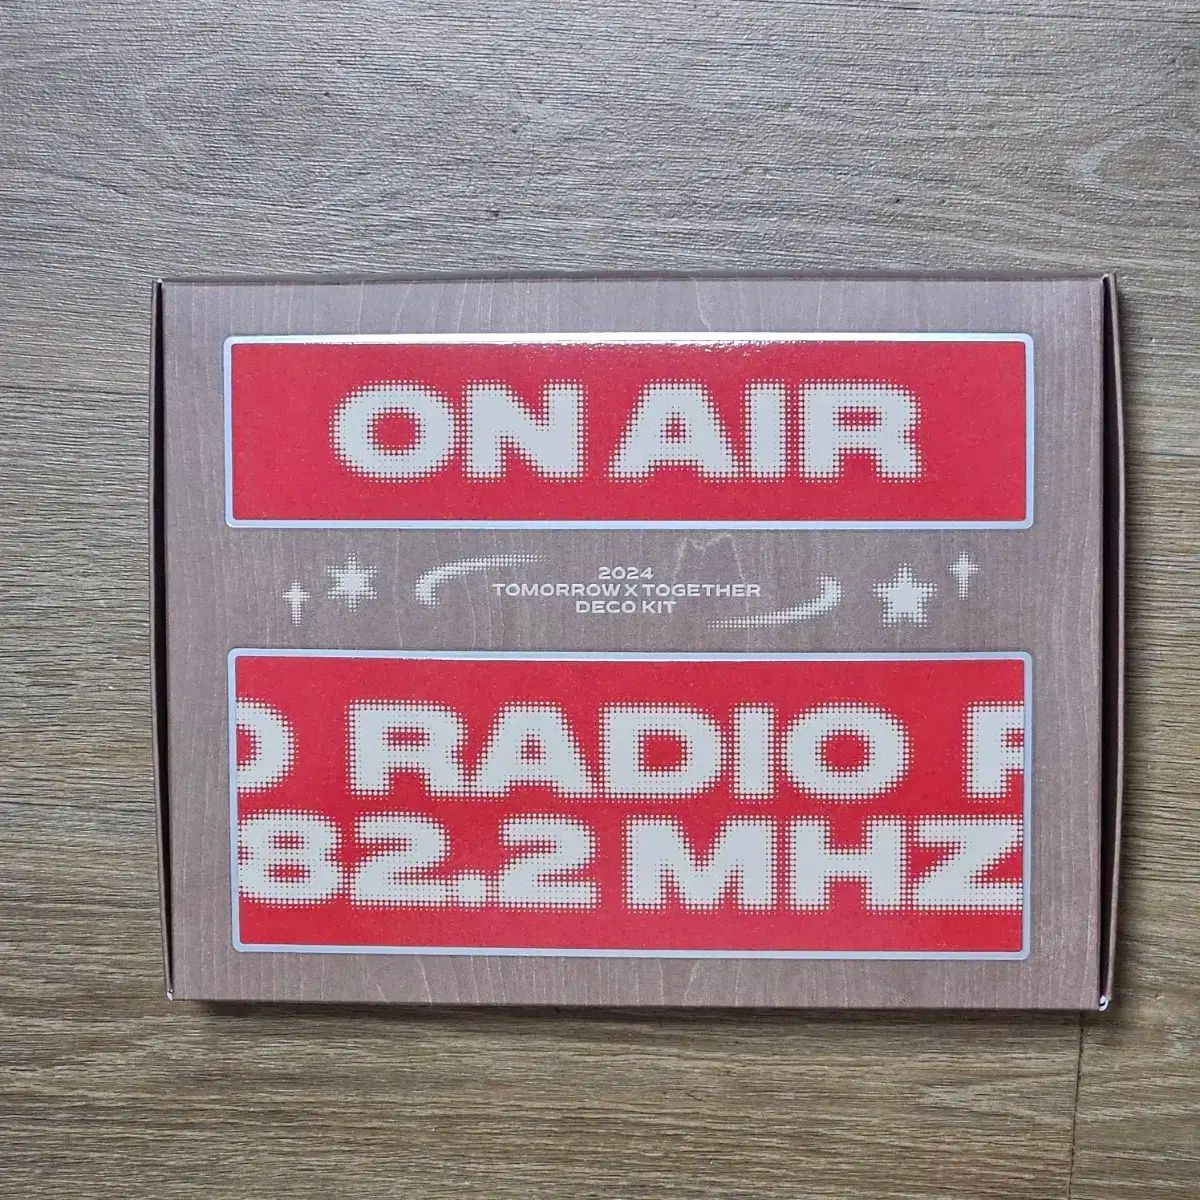 ON AIR
2024
TOMORROW X TOGETHER
DECO KIT
O RADIO R
82.2 MHZ